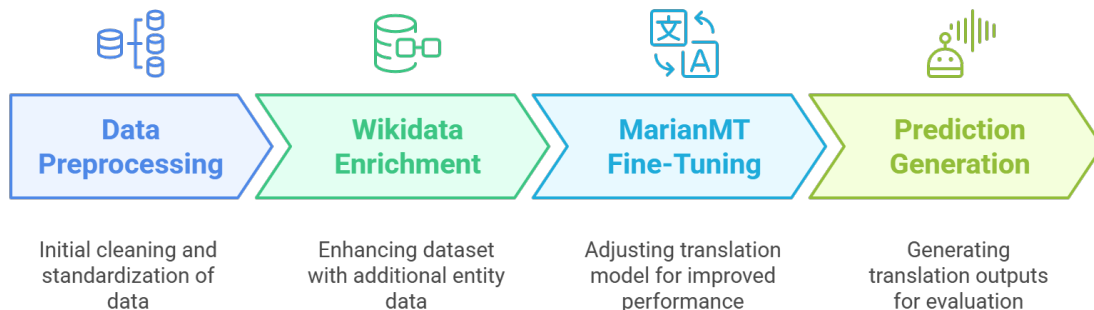 文
A
Data
Preprocessing
Wikidata
Enrichment
MarianMT
Fine-Tuning
Prediction
Generation
Initial cleaning and
standardization of
data
Enhancing dataset
with additional entity
data
Adjusting translation
model for improved
performance
Generating
translation outputs
for evaluation